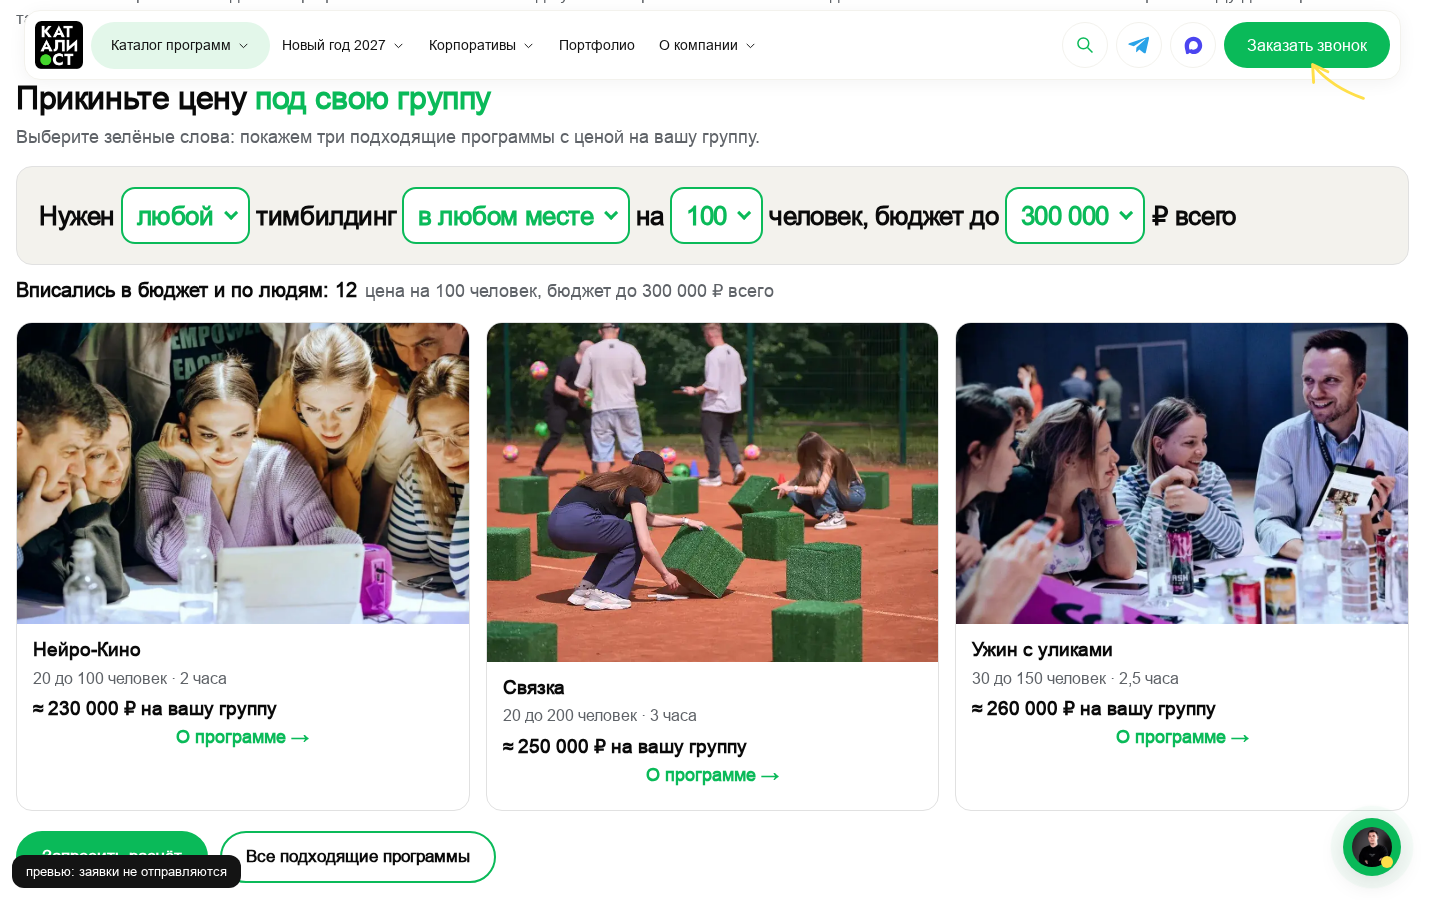 КАТ
АЛИ
СТ
Каталог программ
Новый год 2027
Корпоративы
Портфолио
О компании
Заказать звонок
Прикиньте цену под свою группу
Выберите зелёные слова: покажем три подходящие программы с ценой на вашу группу.
Нужен любой тимбилдинг в любом месте на 100 человек, бюджет до 300 000 ₽ всего
Вписались в бюджет и по людям: 12 цена на 100 человек, бюджет до 300 000 ₽ всего
EMPOWER
EACH
Нейро-Кино
20 до 100 человек · 2 часа
≈ 230 000 ₽ на вашу группу
О программе →
Связка
20 до 200 человек · 3 часа
≈ 250 000 ₽ на вашу группу
О программе →
Ужин с уликами
30 до 150 человек · 2,5 часа
≈ 260 000 ₽ на вашу группу
О программе →
Все подходящие программы
превью: заявки не отправляются